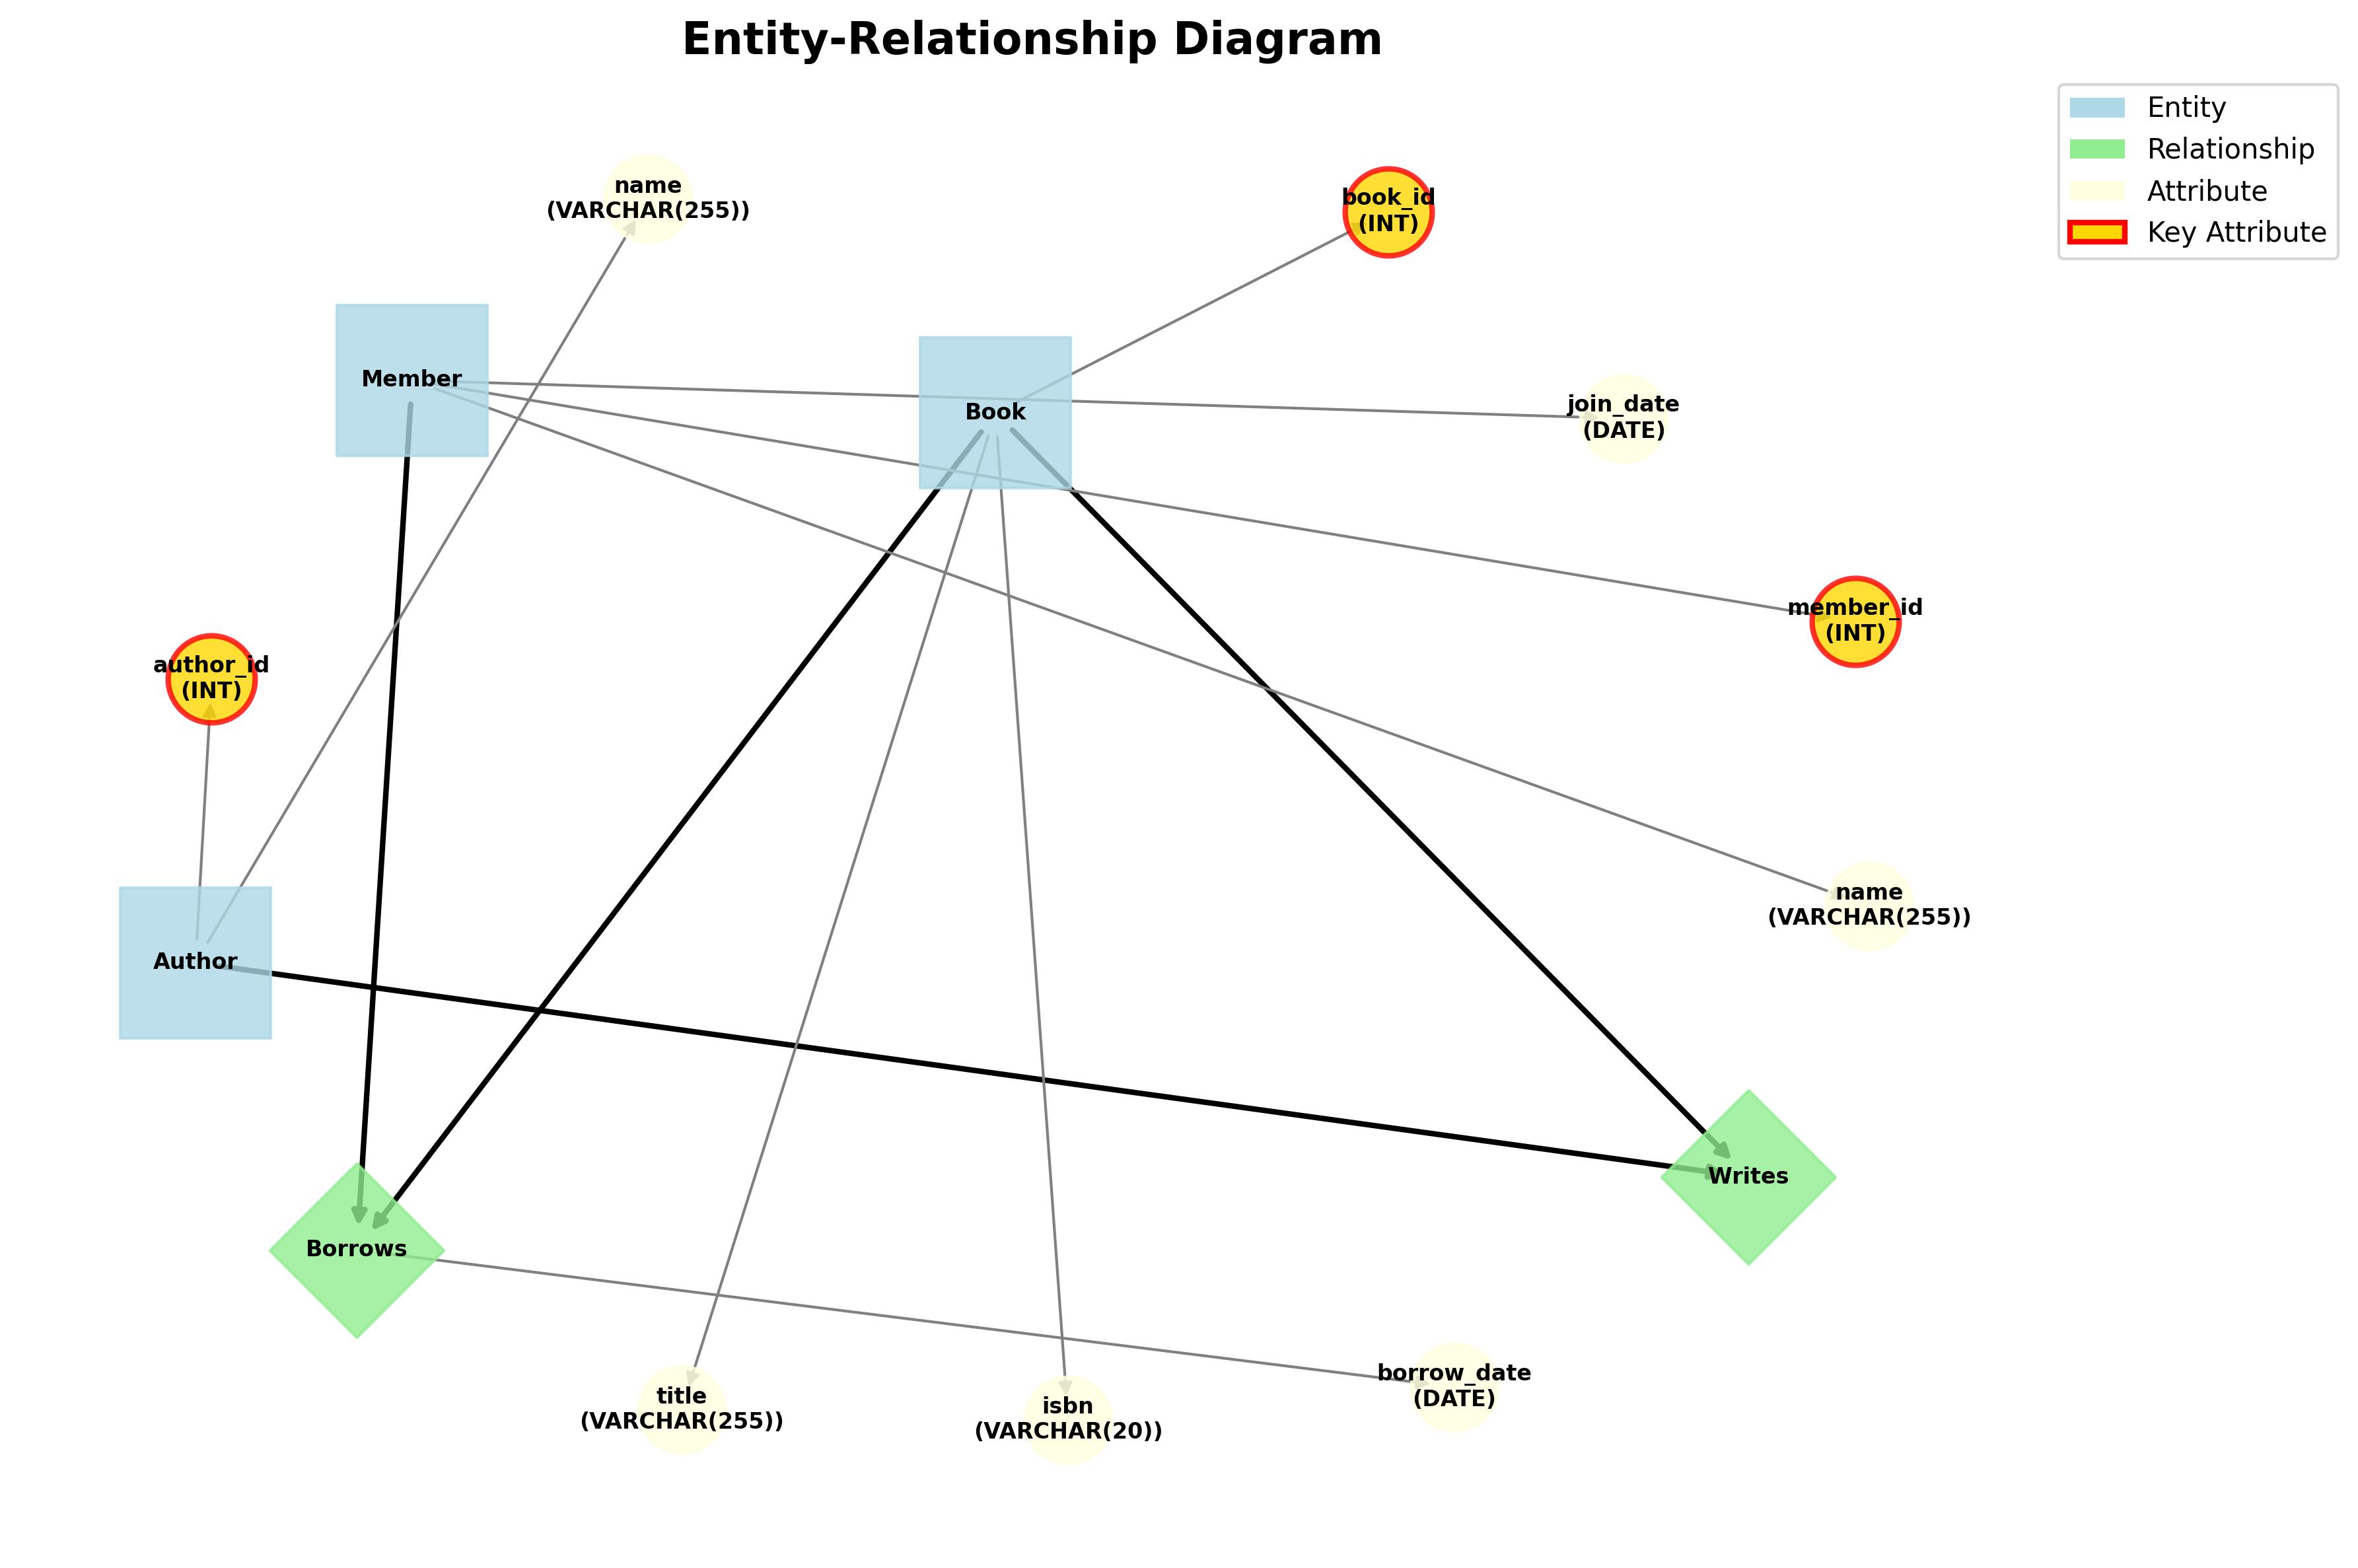 Entity-Relationship Diagram
Entity
Relationship
Attribute
Key Attribute
name
(VARCHAR(255))
book_id
(INT)
Member
Book
join_date
(DATE)
member_id
(INT)
author_id
(INT)
name
(VARCHAR(255))
Author
Writes
Borrows
title
(VARCHAR(255))
isbn
(VARCHAR(20))
borrow_date
(DATE)